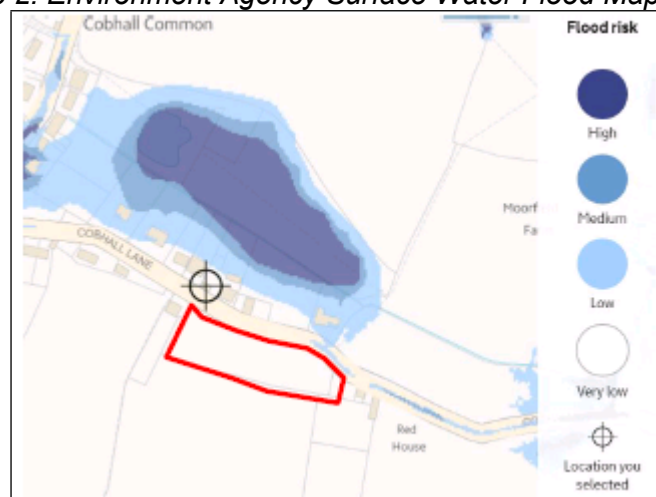 2. Environment Agency Surface Water Flood Map
Cobhall Common
COBHALL LANE
Red
House
Flood risk
High
Medium
Low
Very low
Location you
selected